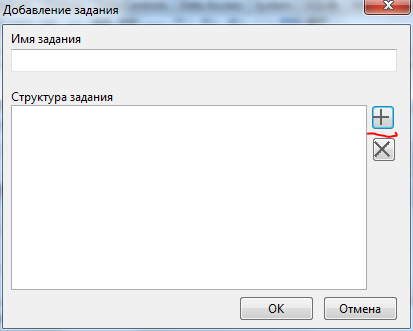 Добавление задания
Имя задания
Структура задания
OK
Отмена